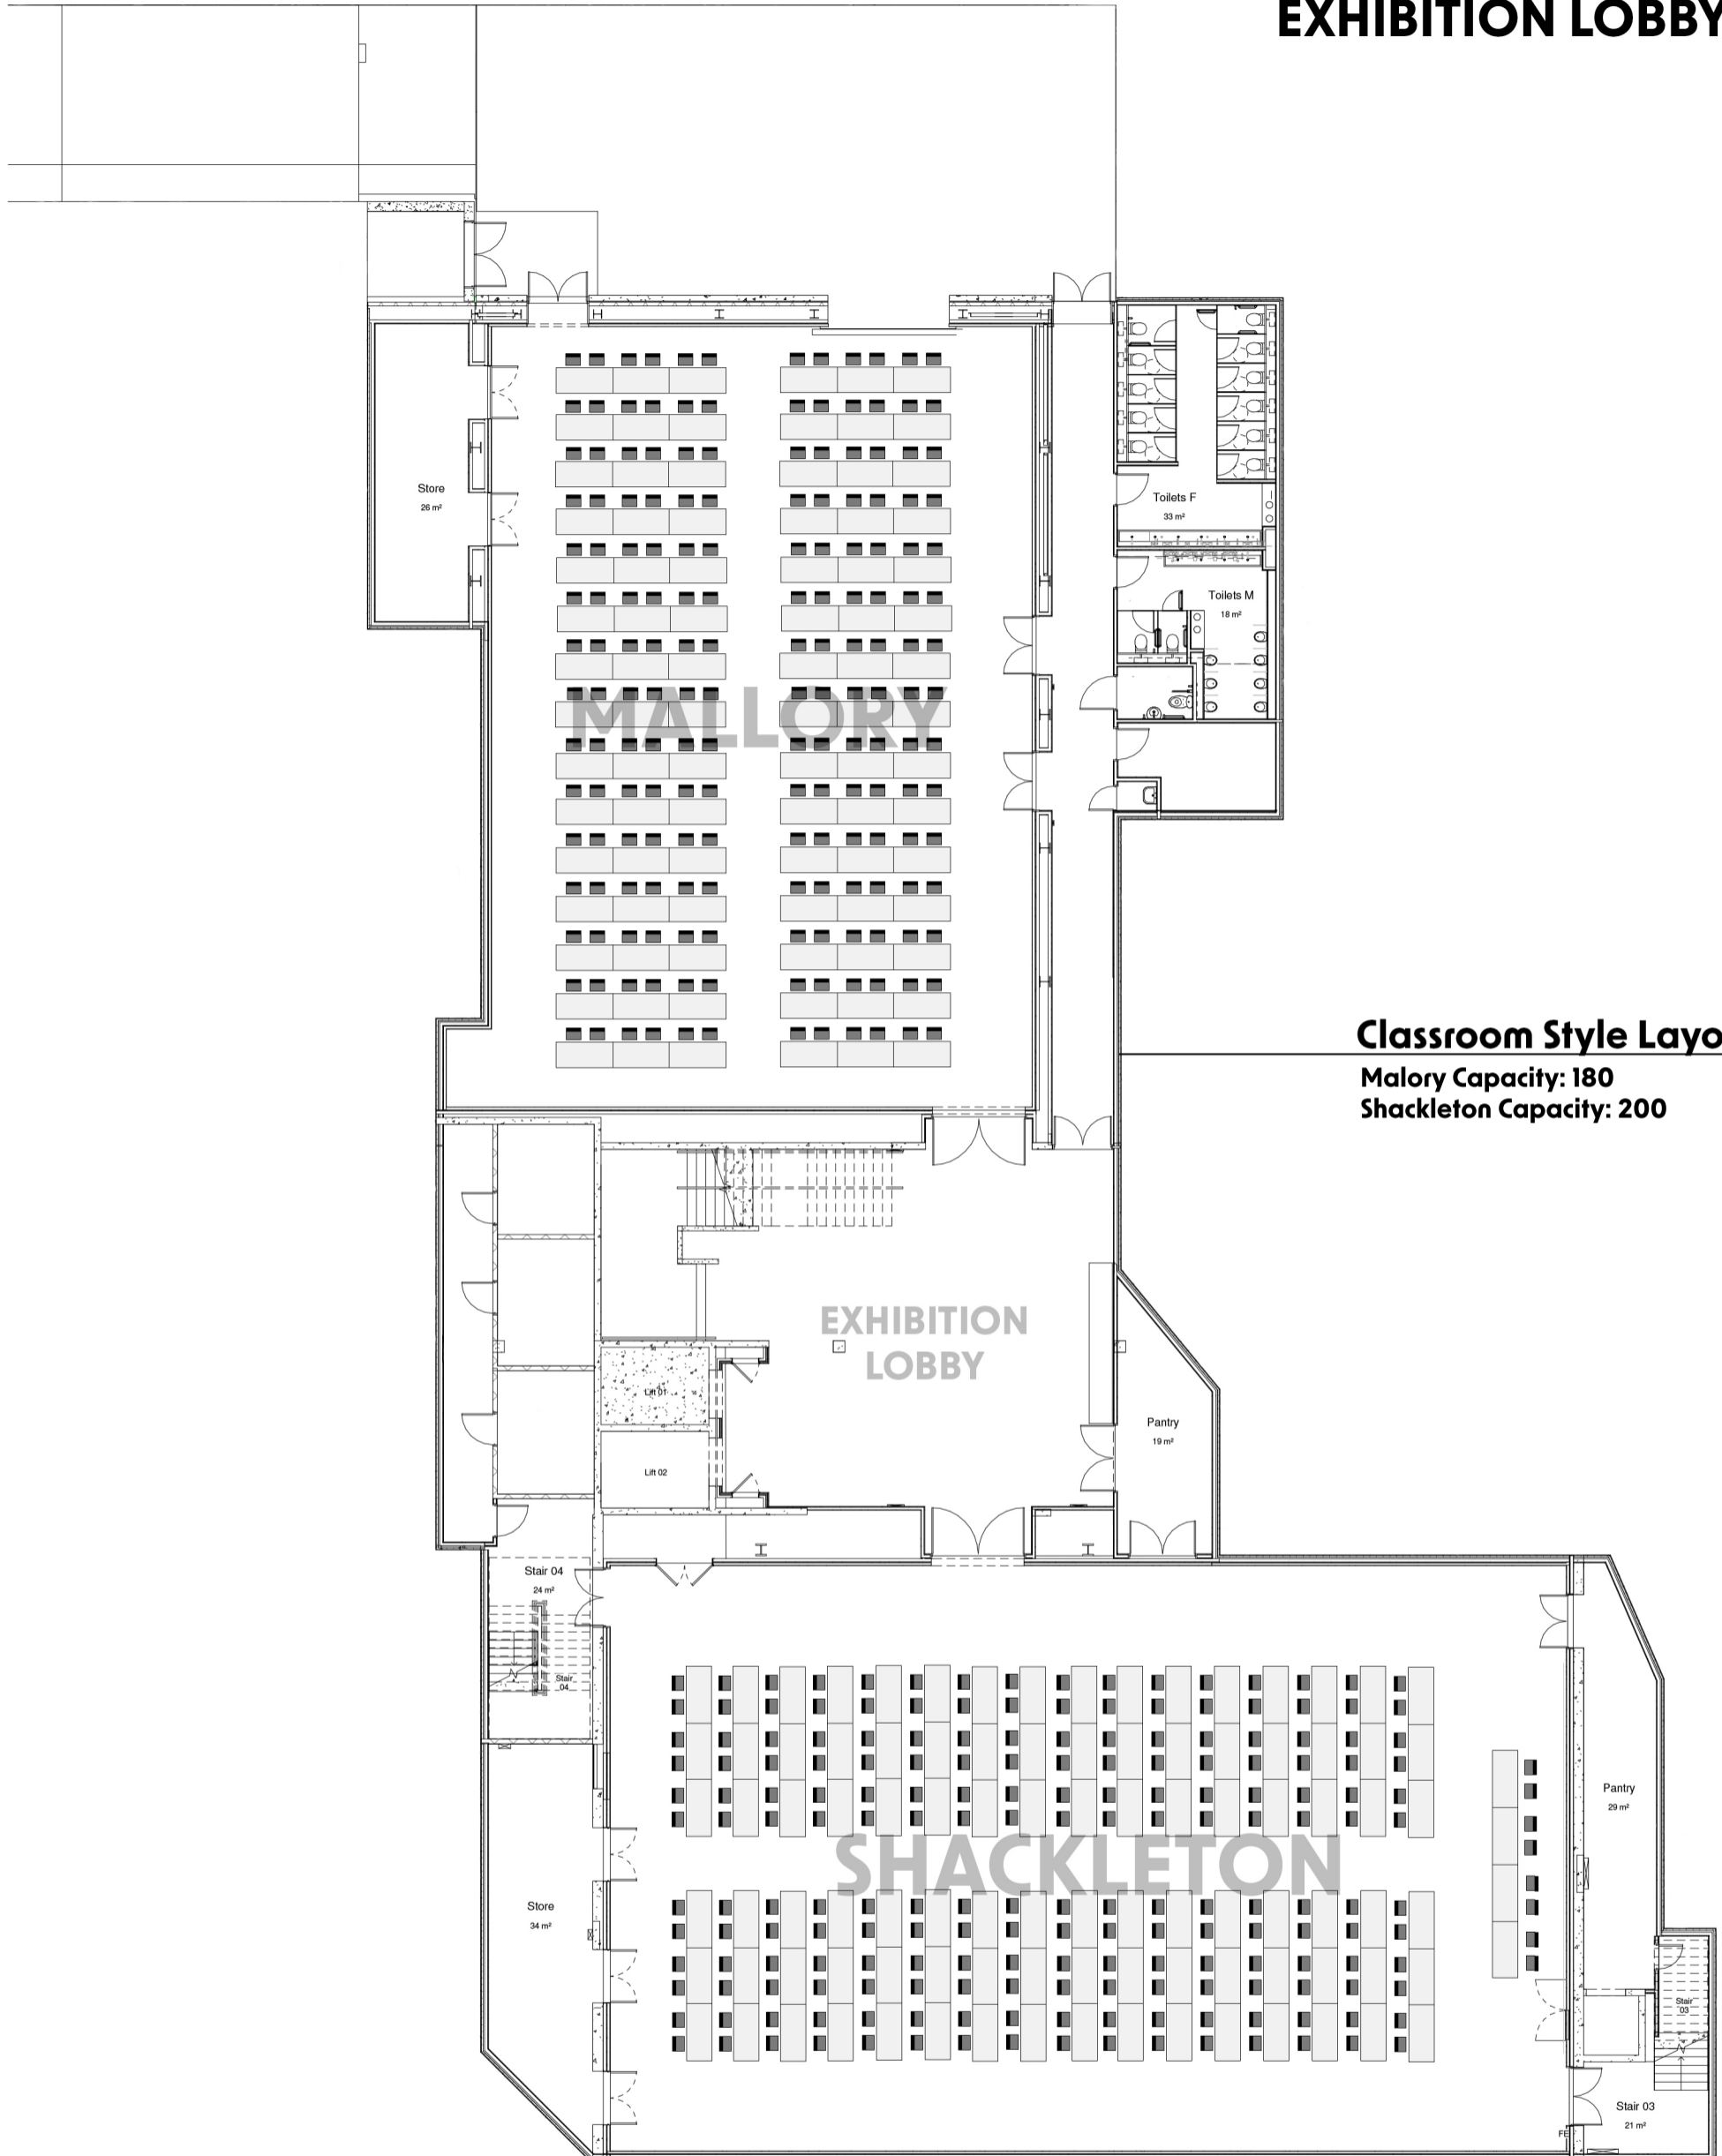 EXHIBITION LOBBY
Store
26 m²
Toilets F
33 m²
Toilets M
18 m²
MALLORY
Classroom Style Layo
Malory Capacity: 180
Shackleton Capacity: 200
EXHIBITION
LOBBY
Lift 01
Lift 02
Pantry
19 m²
Stair 04
24 m²
Stair
04
Pantry
29 m²
SHACKLETON
Store
34 m²
Stair
03
Stair 03
21 m²
FE